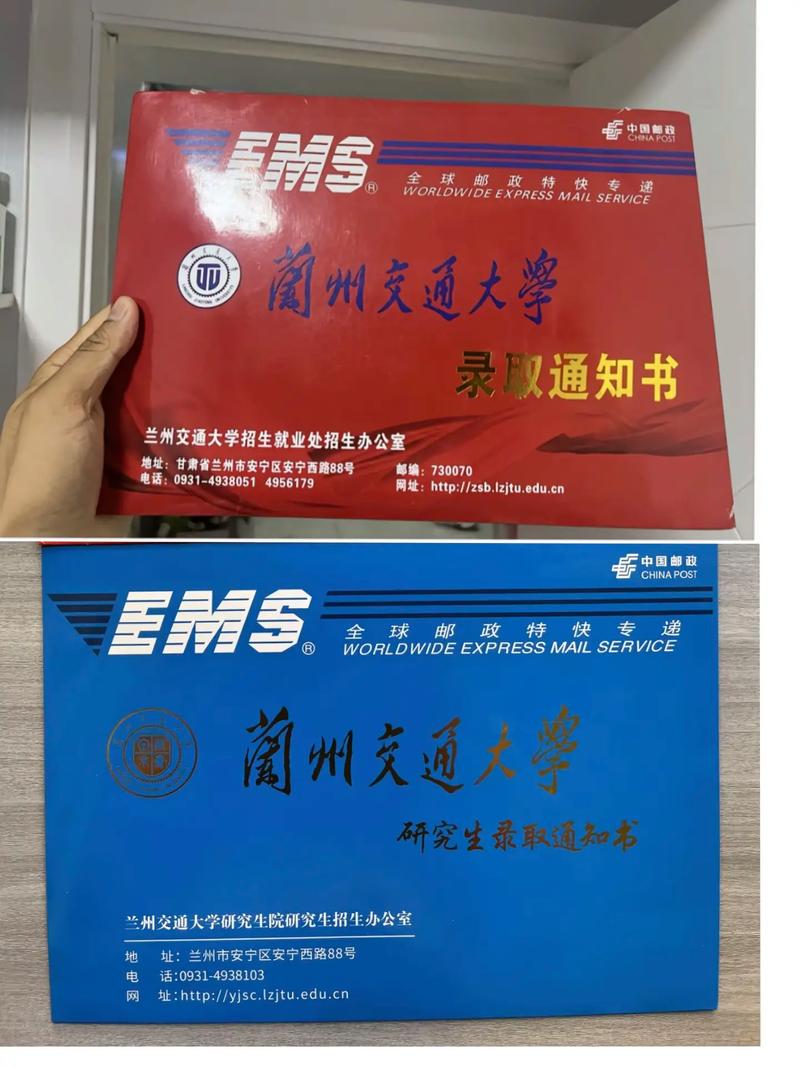 中国邮政
CHINA POST
EMS®
全球邮政特快专递
WORLDWIDE EXPRESS MAIL SERVICE
蘭州交通大學
录取通知书
兰州交通大学招生就业处招生办公室
地址：甘肃省兰州市安宁区安宁西路88号 邮编：730070
电话：0931-4938051 4956179 网址：http://zsb.lzjtu.edu.cn
中国邮政
CHINA POST
EMS®
全球邮政特快专递
WORLDWIDE EXPRESS MAIL SERVICE
蘭州交通大學
研究生录取通知书
兰州交通大学研究生院研究生招生办公室
地 址：兰州市安宁区安宁西路88号
电 话:0931-4938103
网 址:http://yjsc.lzjtu.edu.cn